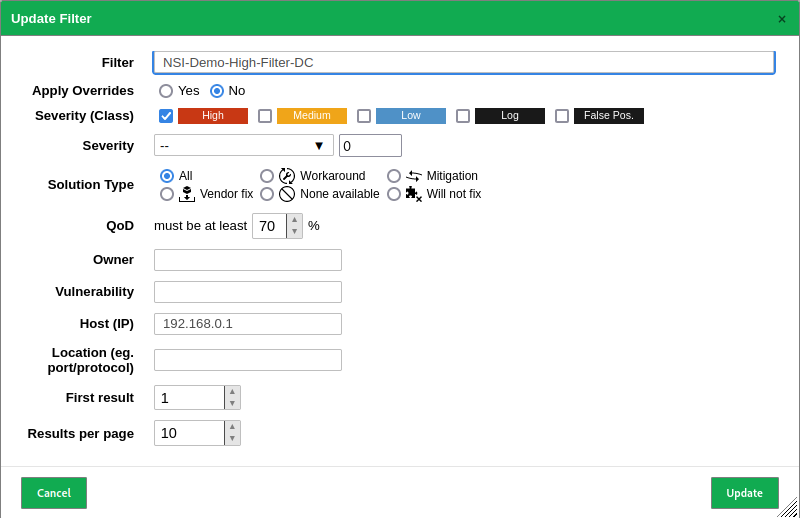 Update Filter ×
Filter NSI-Demo-High-Filter-DC
Apply Overrides Yes No
Severity (Class) High Medium Low Log False Pos.
Severity -- ▼ 0
All Workaround Mitigation
Solution Type
Vendor fix None available Will not fix
QoD must be at least 70 %
Owner
Vulnerability
Host (IP) 192.168.0.1
Location (eg.
port/protocol)
First result 1
Results per page 10
Cancel Update